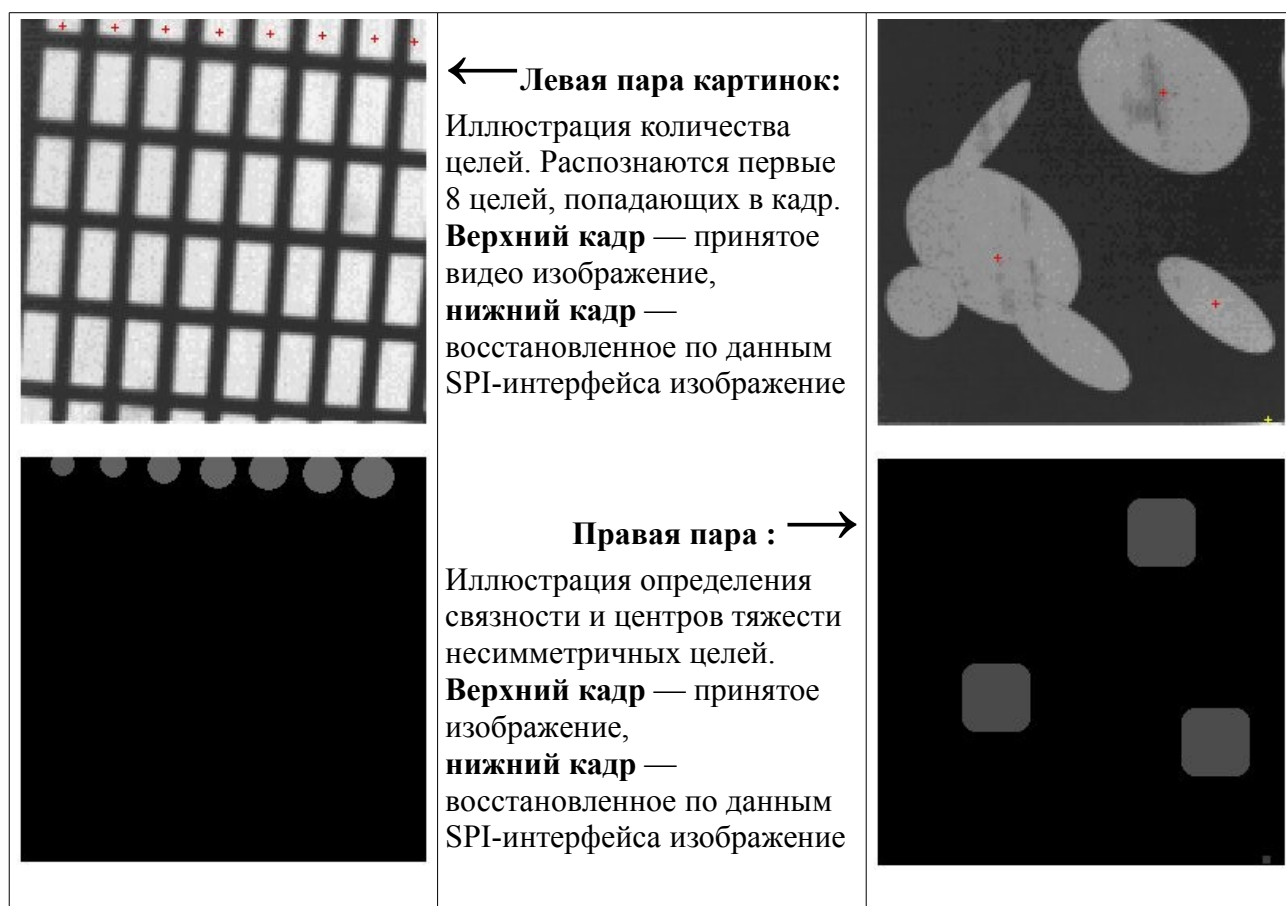 Левая пара картинок:
Иллюстрация количества
целей. Распознаются первые
8 целей, попадающих в кадр.
Верхний кадр — принятое
видео изображение,
нижний кадр —
восстановленное по данным
SPI-интерфейса изображение
Правая пара :
Иллюстрация определения
связности и центров тяжести
несимметричных целей.
Верхний кадр — принятое
изображение,
нижний кадр —
восстановленное по данным
SPI-интерфейса изображение